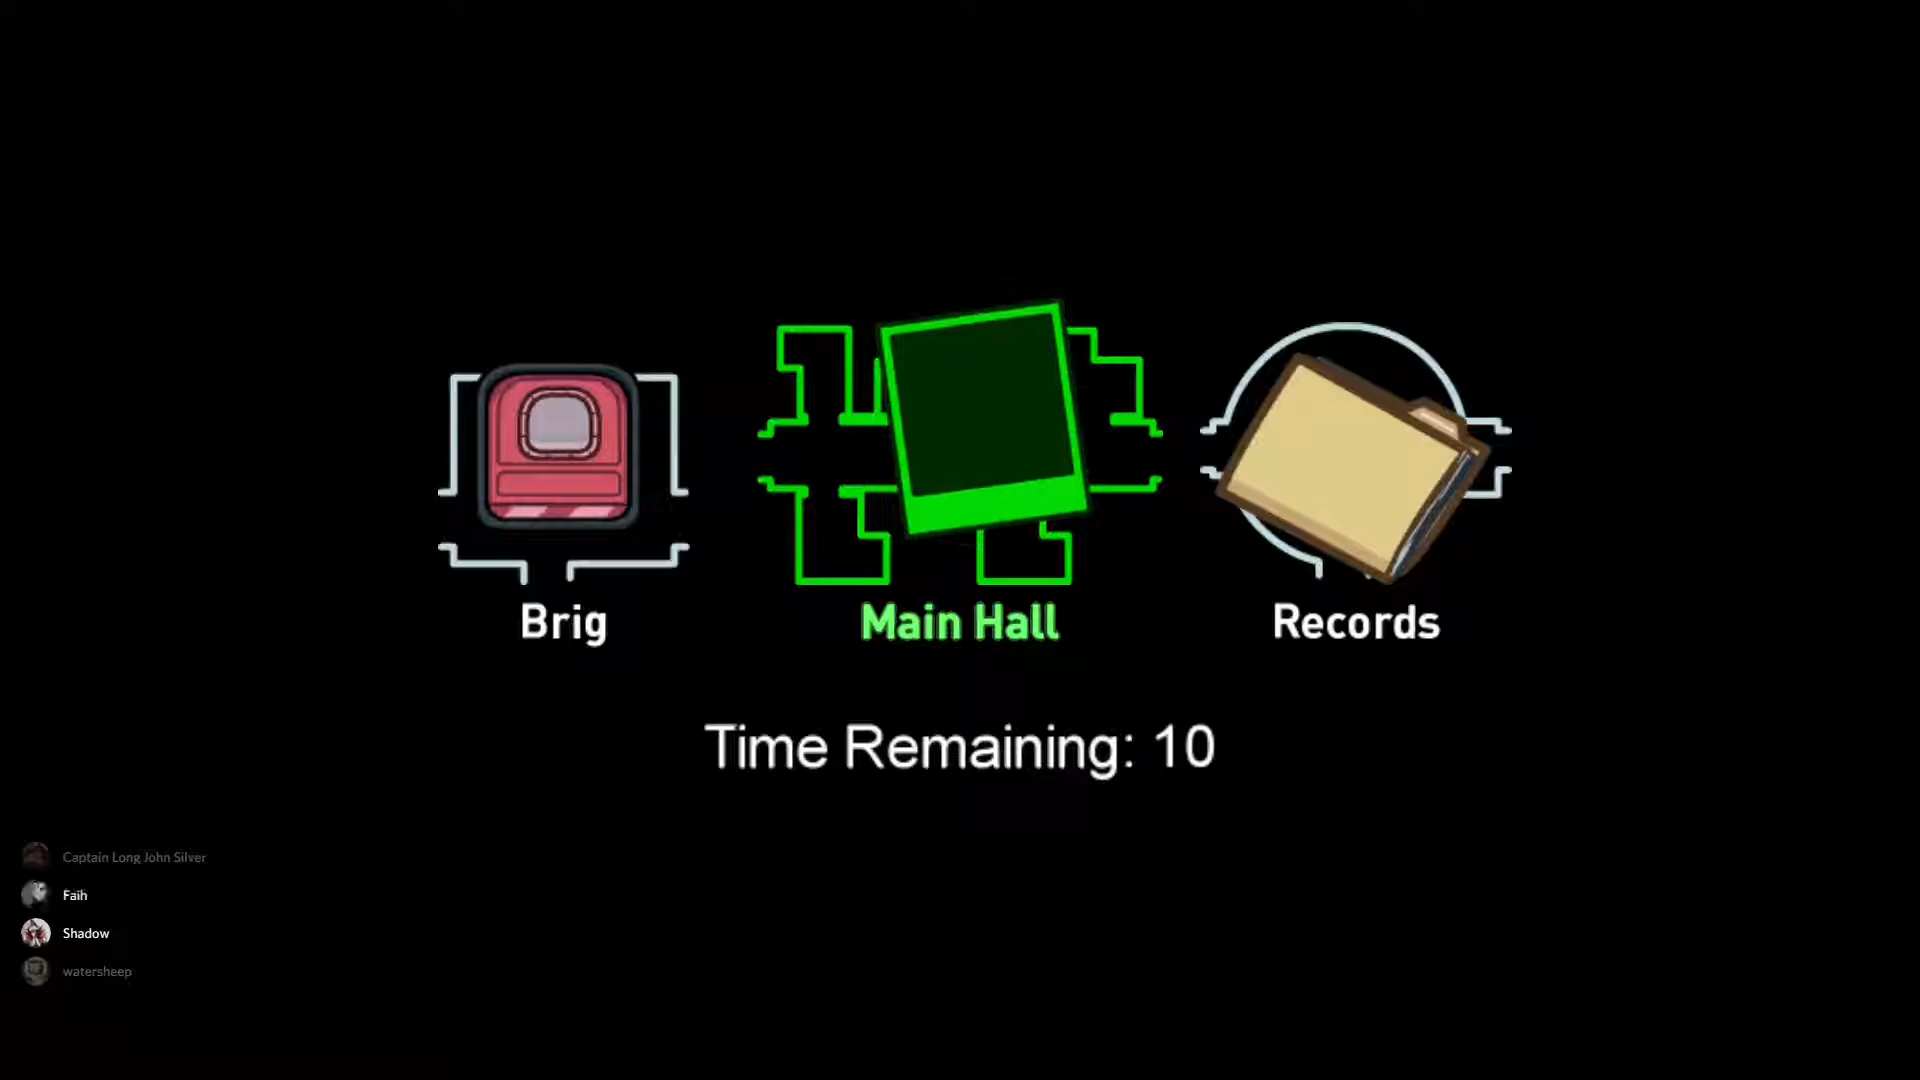 Brig
Main Hall
Records
Time Remaining: 10
Captain Long John Silver
Faih
Shadow
watersheep